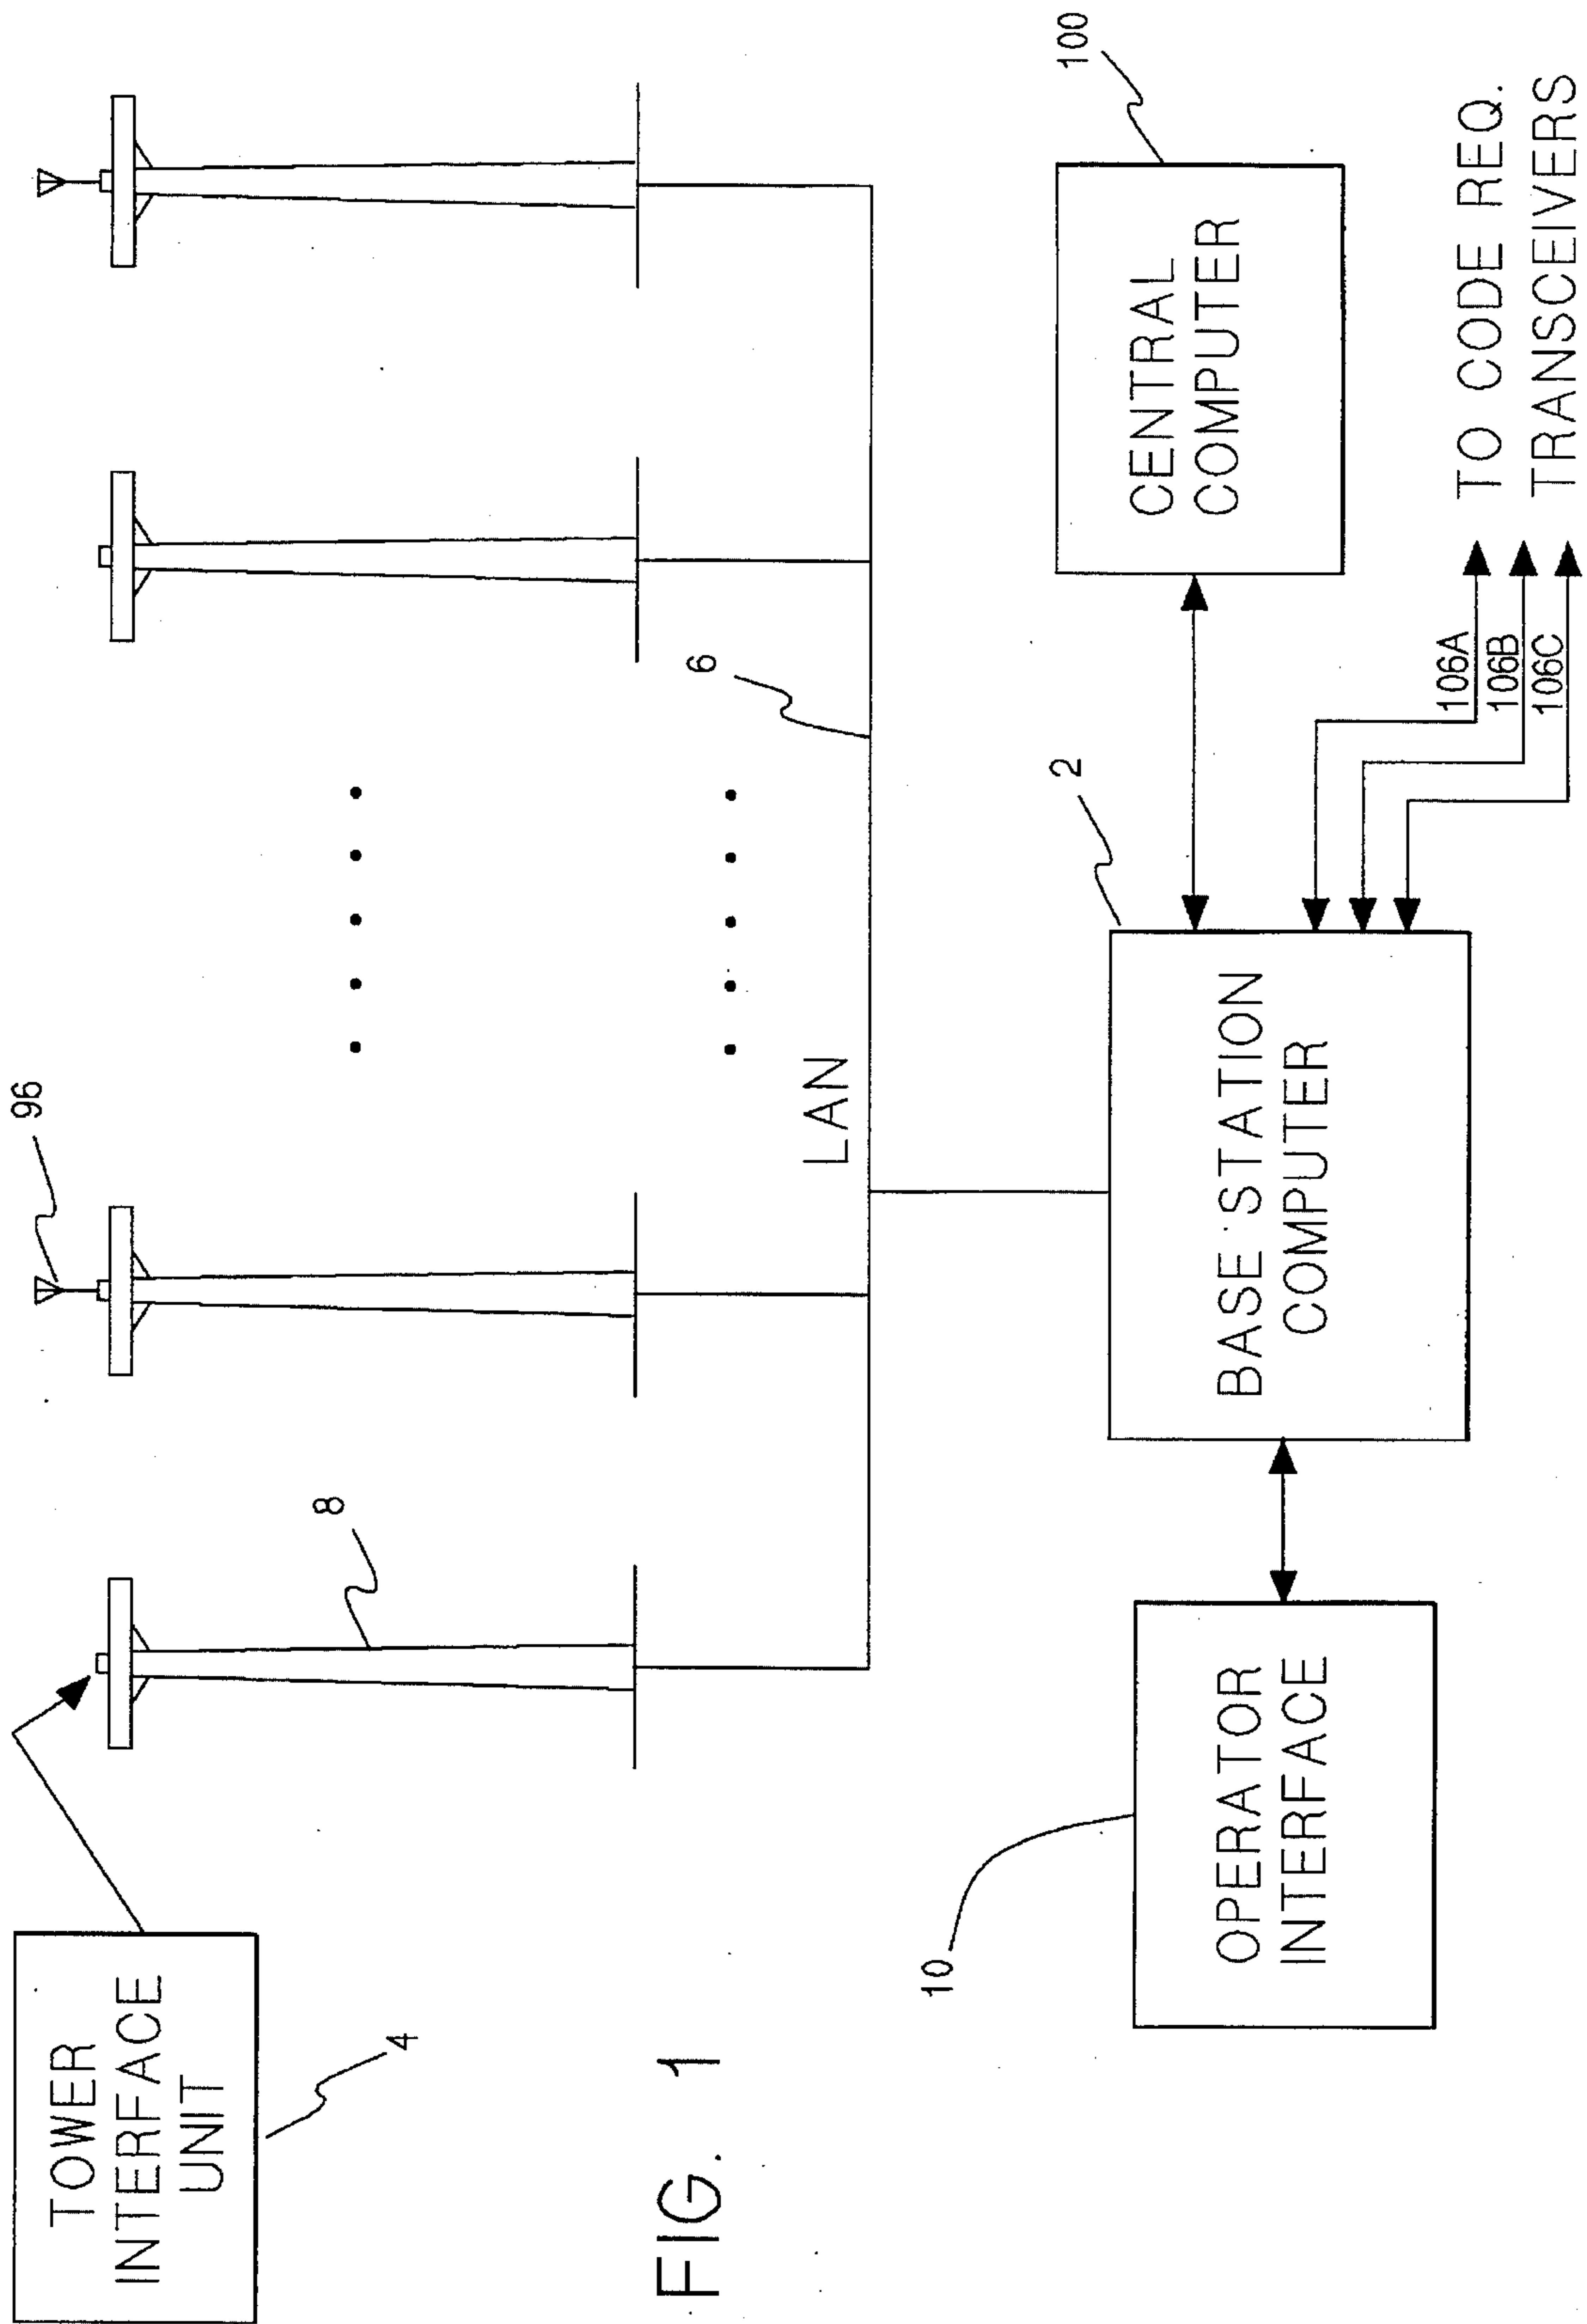 TOWER
INTERFACE
UNIT
4
96
8
6
LAN
FIG. 1
10
OPERATOR
INTERFACE
BASE STATION
COMPUTER
2
CENTRAL
COMPUTER
100
106A
106B
106C
TO CODE REQ.
TRANSCEIVERS